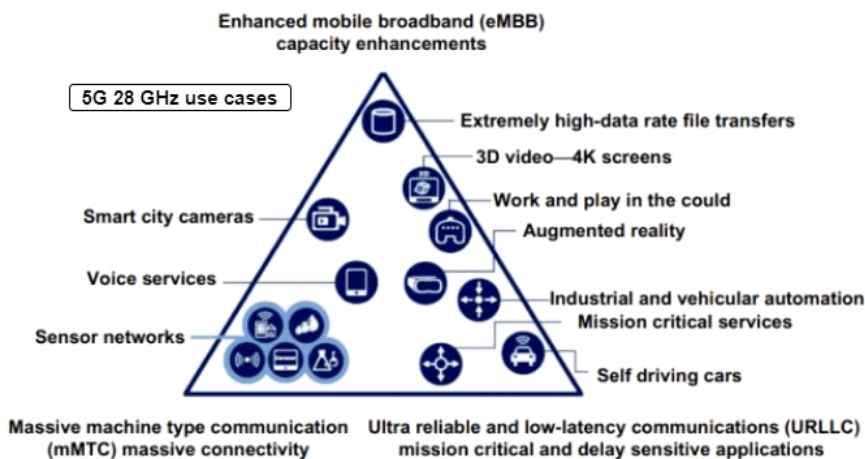 Enhanced mobile broadband (eMBB)
capacity enhancements
5G 28 GHz use cases
Extremely high-data rate file transfers
3D video—4K screens
Work and play in the could
Smart city cameras
Augmented reality
Voice services
Industrial and vehicular automation
Mission critical services
Sensor networks
Self driving cars
Massive machine type communication
(mMTC) massive connectivity
Ultra reliable and low-latency communications (URLLC)
mission critical and delay sensitive applications